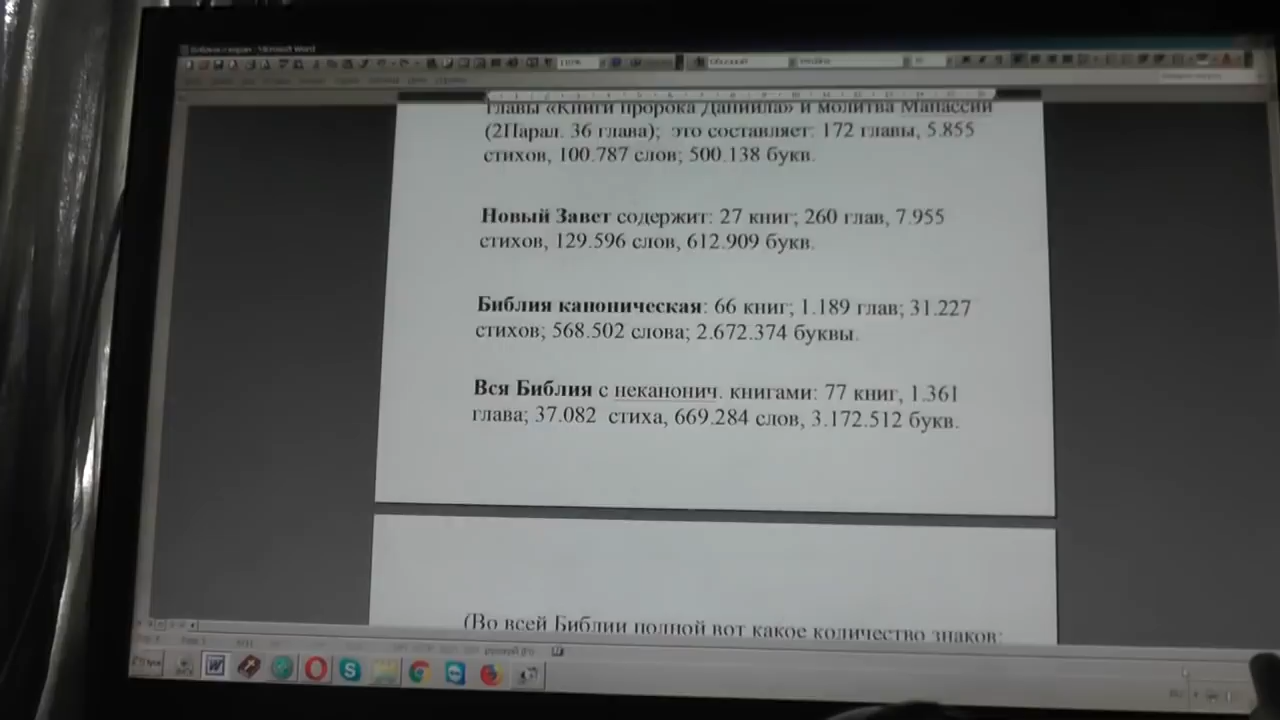 Microsoft Word
110%
главы «Книги пророка Даниила» и молитва Манассии
(2Парал. 36 глава); это составляет: 172 главы, 5.855
стихов, 100.787 слов; 500.138 букв.
Новый Завет содержит: 27 книг; 260 глав, 7.955
стихов, 129.596 слов, 612.909 букв.
Библия каноническая: 66 книг; 1.189 глав; 31.227
стихов; 568.502 слова; 2.672.374 буквы.
Вся Библия с неканонич. книгами: 77 книг, 1.361
глава; 37.082 стиха, 669.284 слов, 3.172.512 букв.
(Во всей Библии полной вот какое количество знаков: